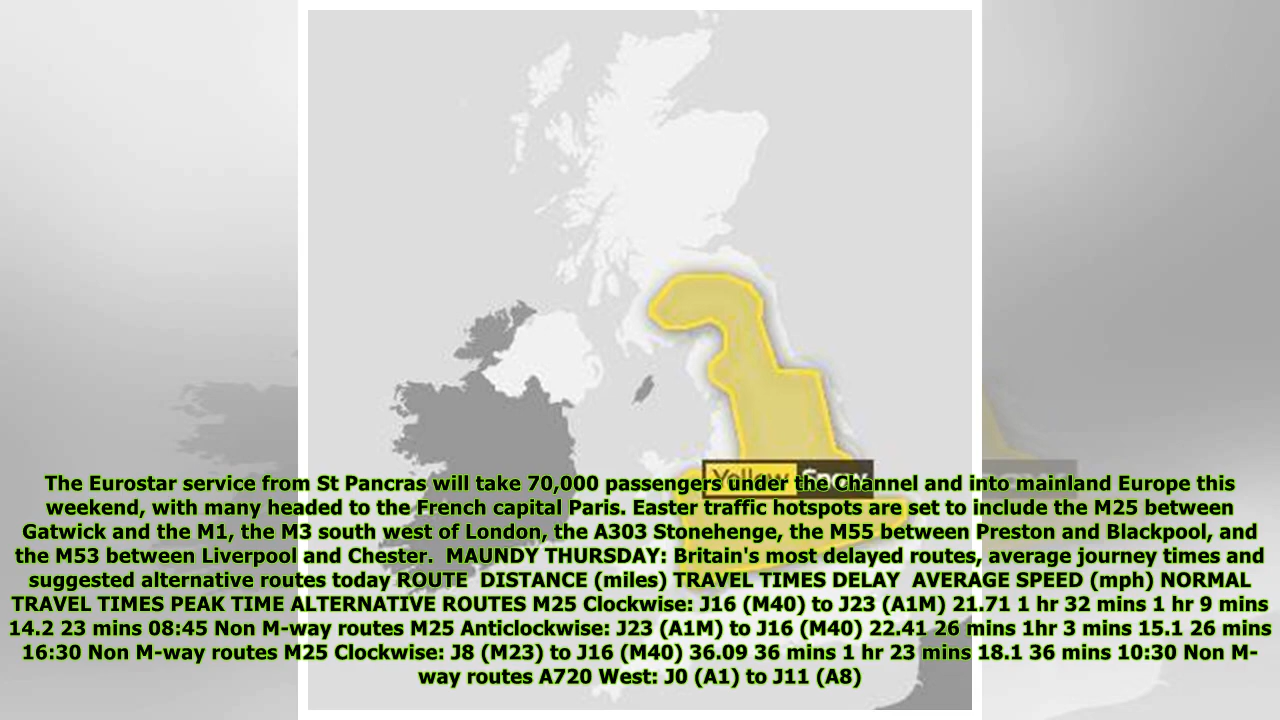 Yellow Snow
The Eurostar service from St Pancras will take 70,000 passengers under the channel and into mainland Europe this
weekend, with many headed to the French capital Paris. Easter traffic hotspots are set to include the M25 between
Gatwick and the M1, the M3 south west of London, the A303 Stonehenge, the M55 between Preston and Blackpool, and
the M53 between Liverpool and Chester.  MAUNDY THURSDAY: Britain's most delayed routes, average journey times and
suggested alternative routes today ROUTE  DISTANCE (miles) TRAVEL TIMES DELAY  AVERAGE SPEED (mph) NORMAL
TRAVEL TIMES PEAK TIME ALTERNATIVE ROUTES M25 Clockwise: J16 (M40) to J23 (A1M) 21.71 1 hr 32 mins 1 hr 9 mins
14.2 23 mins 08:45 Non M-way routes M25 Anticlockwise: J23 (A1M) to J16 (M40) 22.41 26 mins 1hr 3 mins 15.1 26 mins
16:30 Non M-way routes M25 Clockwise: J8 (M23) to J16 (M40) 36.09 36 mins 1 hr 23 mins 18.1 36 mins 10:30 Non M-
way routes A720 West: J0 (A1) to J11 (A8)